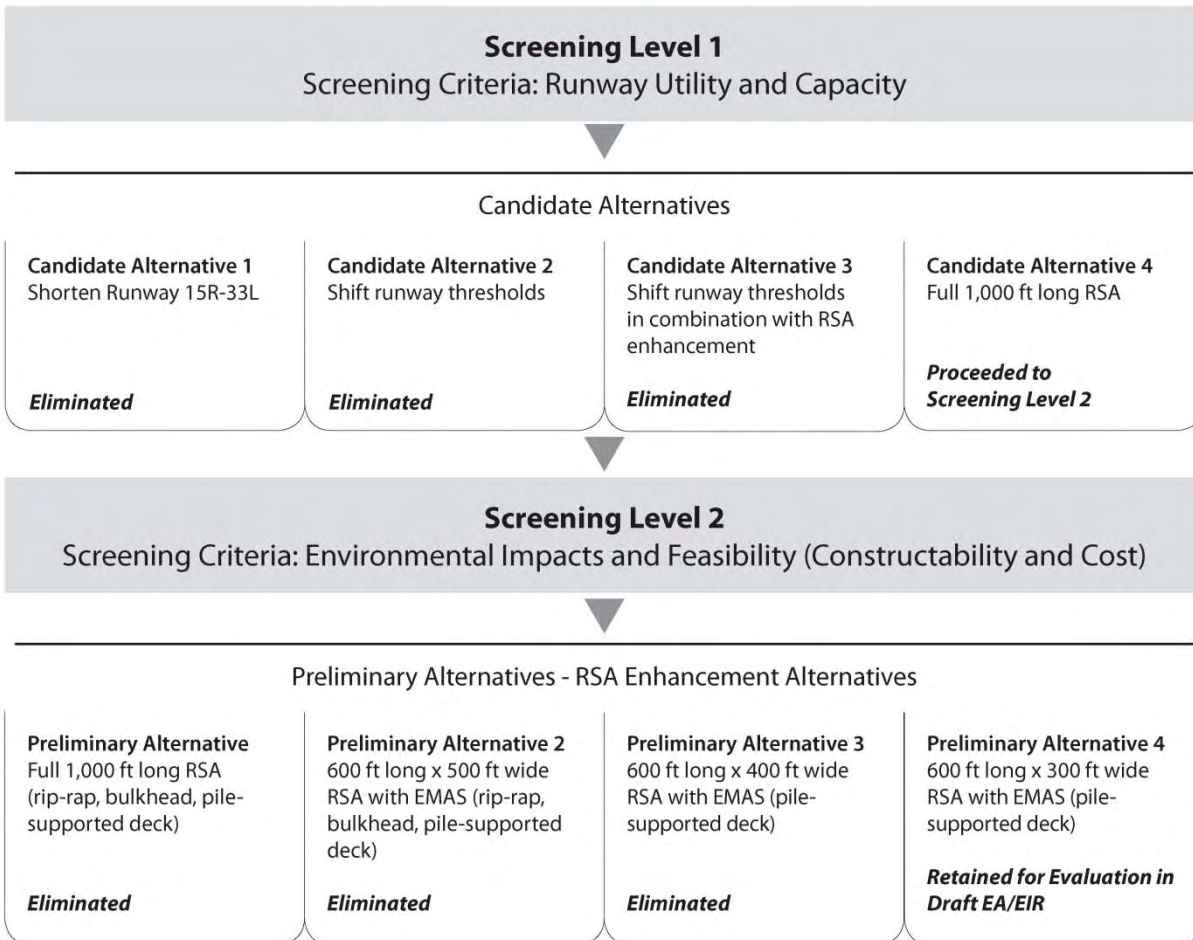 Screening Level 1
Screening Criteria: Runway Utility and Capacity
Candidate Alternatives
Candidate Alternative 1
Shorten Runway 15R-33L
Eliminated
Candidate Alternative 2
Shift runway thresholds
Eliminated
Candidate Alternative 3
Shift runway thresholds
in combination with RSA
enhancement
Eliminated
Candidate Alternative 4
Full 1,000 ft long RSA
Proceeded to
Screening Level 2
Screening Level 2
Screening Criteria: Environmental Impacts and Feasibility (Constructability and Cost)
Preliminary Alternatives - RSA Enhancement Alternatives
Preliminary Alternative
Full 1,000 ft long RSA
(rip-rap, bulkhead, pile-
supported deck)
Eliminated
Preliminary Alternative 2
600 ft long x 500 ft wide
RSA with EMAS (rip-rap,
bulkhead, pile-supported
deck)
Eliminated
Preliminary Alternative 3
600 ft long x 400 ft wide
RSA with EMAS (pile-
supported deck)
Eliminated
Preliminary Alternative 4
600 ft long x 300 ft wide
RSA with EMAS (pile-
supported deck)
Retained for Evaluation in
Draft EA/EIR